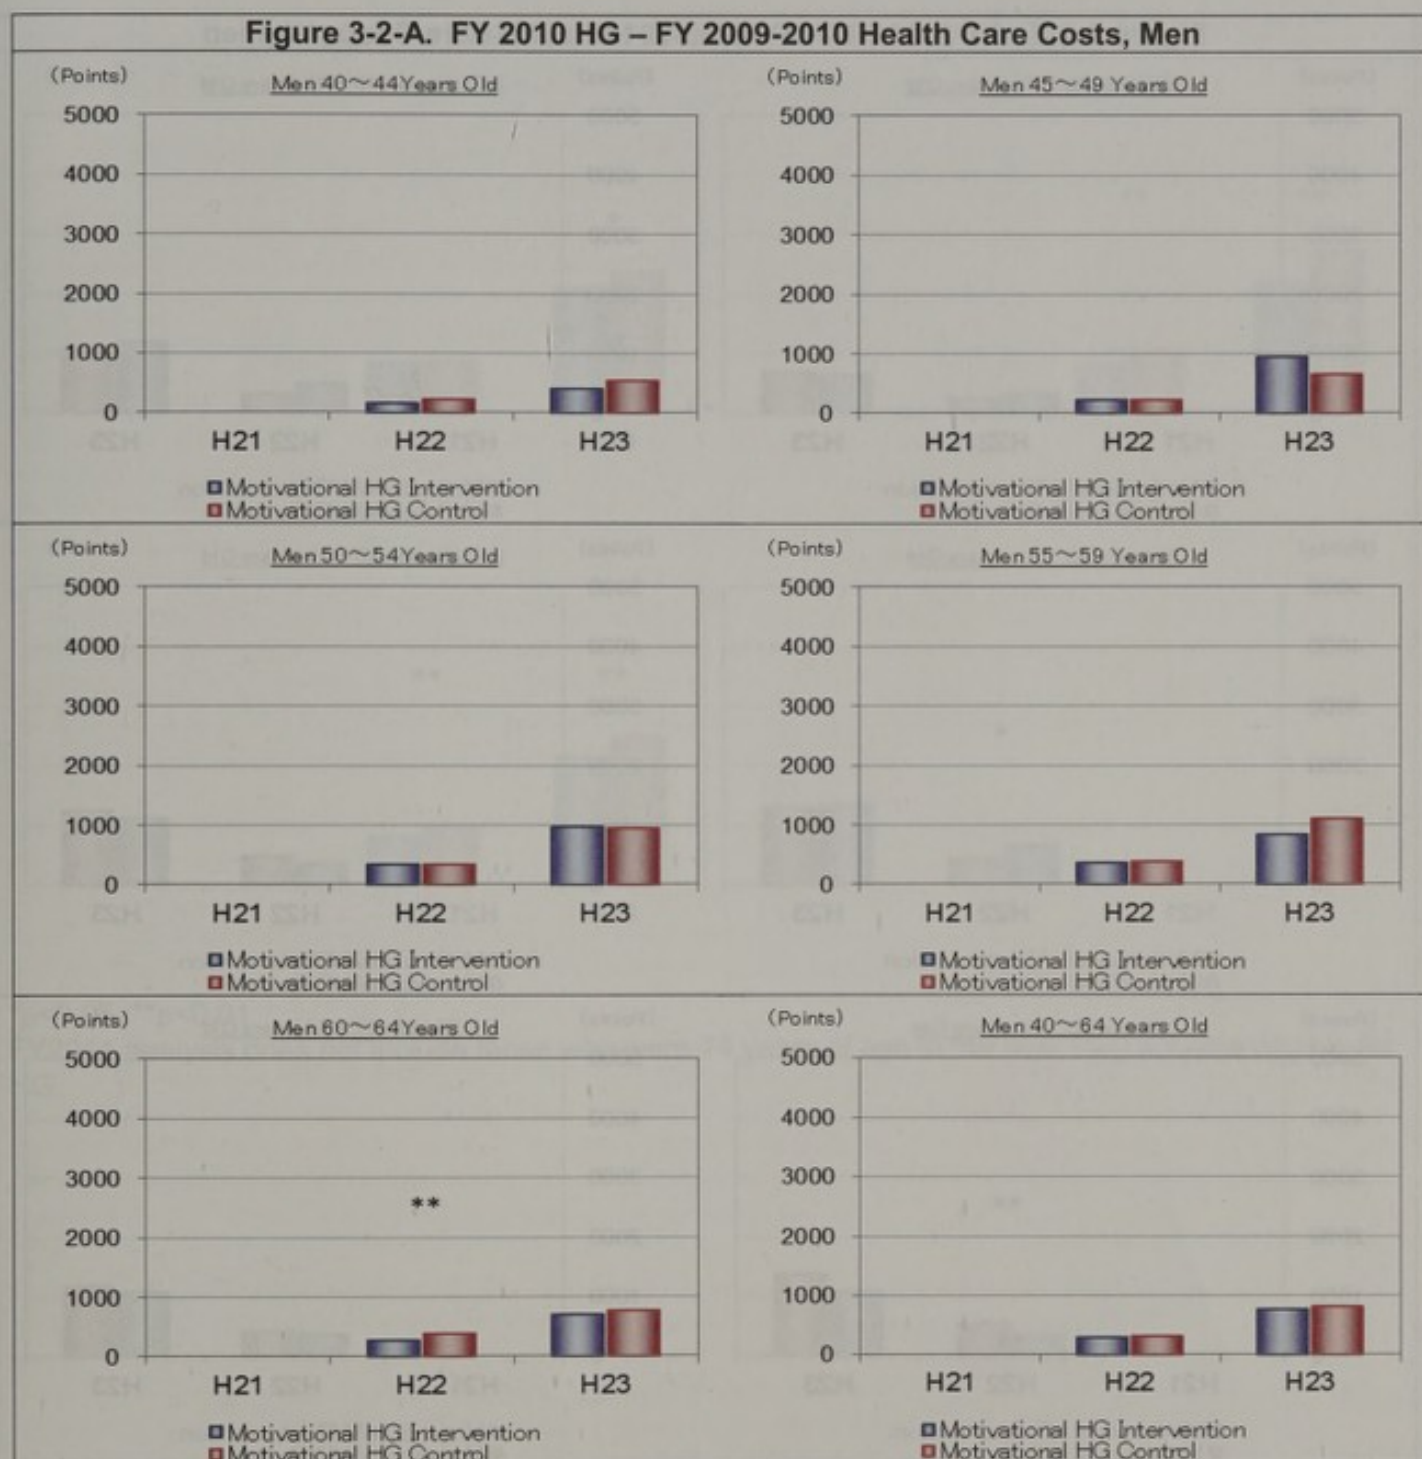 Figure 3-2-A. FY 2010 HG – FY 2009-2010 Health Care Costs, Men
(Points)
Men 40～44Years Old
5000
4000
3000
2000
1000
0
H21 H22 H23
Motivational HG Intervention
Motivational HG Control
(Points)
Men 45～49 Years Old
5000
4000
3000
2000
1000
0
H21 H22 H23
Motivational HG Intervention
Motivational HG Control
(Points)
Men 50～54Years Old
5000
4000
3000
2000
1000
0
H21 H22 H23
Motivational HG Intervention
Motivational HG Control
(Points)
Men 55～59 Years Old
5000
4000
3000
2000
1000
0
H21 H22 H23
Motivational HG Intervention
Motivational HG Control
(Points)
Men 60～64Years Old
5000
4000
3000
**
2000
1000
0
H21 H22 H23
Motivational HG Intervention
Motivational HG Control
(Points)
Men 40～64 Years Old
5000
4000
3000
2000
1000
0
H21 H22 H23
Motivational HG Intervention
Motivational HG Control